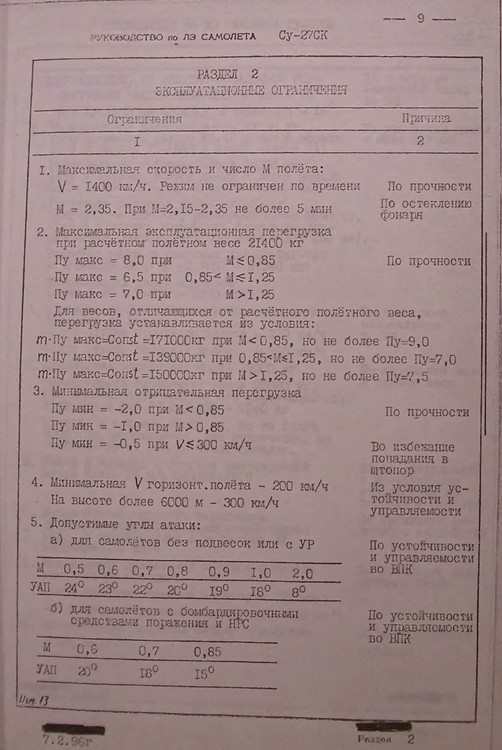 — 9 —
РУКОВОДСТВО по ЛЭ САМОЛЕТА Су-27СК
РАЗДЕЛ 2
ЭКСПЛУАТАЦИОННЫЕ ОГРАНИЧЕНИЯ
Ограничения Причина
I 2
I. Максимальная скорость и число М полёта:
V = I400 км/ч. Режим не ограничен по времени По прочности
М = 2,35. При М=2,I5-2,35 не более 5 мин По остеклению фонаря
2. Максимальная эксплуатационная перегрузка
при расчётном полётном весе 2I400 кг
Пу макс = 8,0 при М≤0,85 По прочности
Пу макс = 6,5 при 0,85< М≤I,25
Пу макс = 7,0 при М>I,25
Для весов, отличающихся от расчётного полётного веса,
перегрузка устанавливается из условия:
m·Пу макс=Const =I7I000кг при М<0,85, но не более Пу=9,0
m·Пу макс=Const =I39000кг при 0,85<М≤I,25, но не более Пу=7,0
m·Пу макс=Const =I50000кг при М>I,25, но не более Пу=7,5
3. Минимальная отрицательная перегрузка
Пу мин = -2,0 при М<0,85 По прочности
Пу мин = -I,0 при М>0,85
Пу мин = -0,5 при V≤300 км/ч Во избежание
попадания в
штопор
4. Минимальная V горизонт.полёта - 200 км/ч Из условия ус-
На высоте более 6000 м - 300 км/ч тойчивости и
управляемости
5. Допустимые углы атаки:
а) для самолётов без подвесок или с УР По устойчивости
и управляемости
во ВПК
М 0,5 0,6 0,7 0,8 0,9 I,0 2,0
УАП 24° 23° 22° 20° I9° I8° 8°
б) для самолётов с бомбардировочными По устойчивости
средствами поражения и НРС и управляемости
во ВПК
М 0,6 0,7 0,85
УАП 20° I8° I5°
Изм 13
7.2.96г Раздел 2